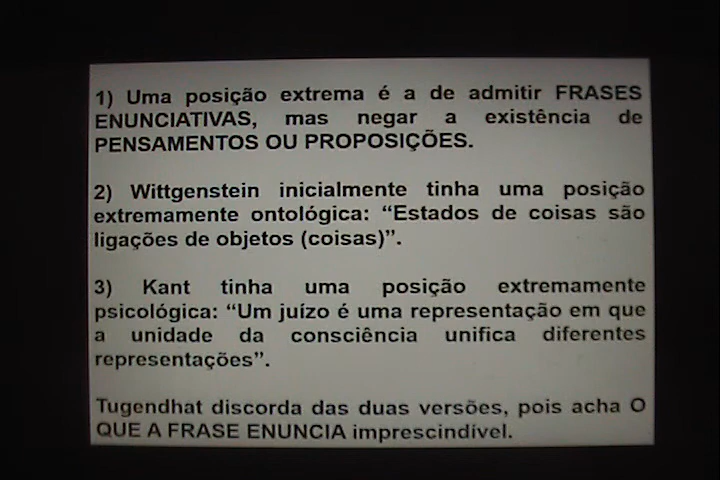 1) Uma posição extrema é a de admitir FRASES
ENUNCIATIVAS, mas negar a existência de
PENSAMENTOS OU PROPOSIÇÕES.
2) Wittgenstein inicialmente tinha uma posição
extremamente ontológica: “Estados de coisas são
ligações de objetos (coisas)”.
3) Kant tinha uma posição extremamente
psicológica: “Um juízo é uma representação em que
a unidade da consciência unifica diferentes
representações”.
Tugendhat discorda das duas versões, pois acha O
QUE A FRASE ENUNCIA imprescindivel.